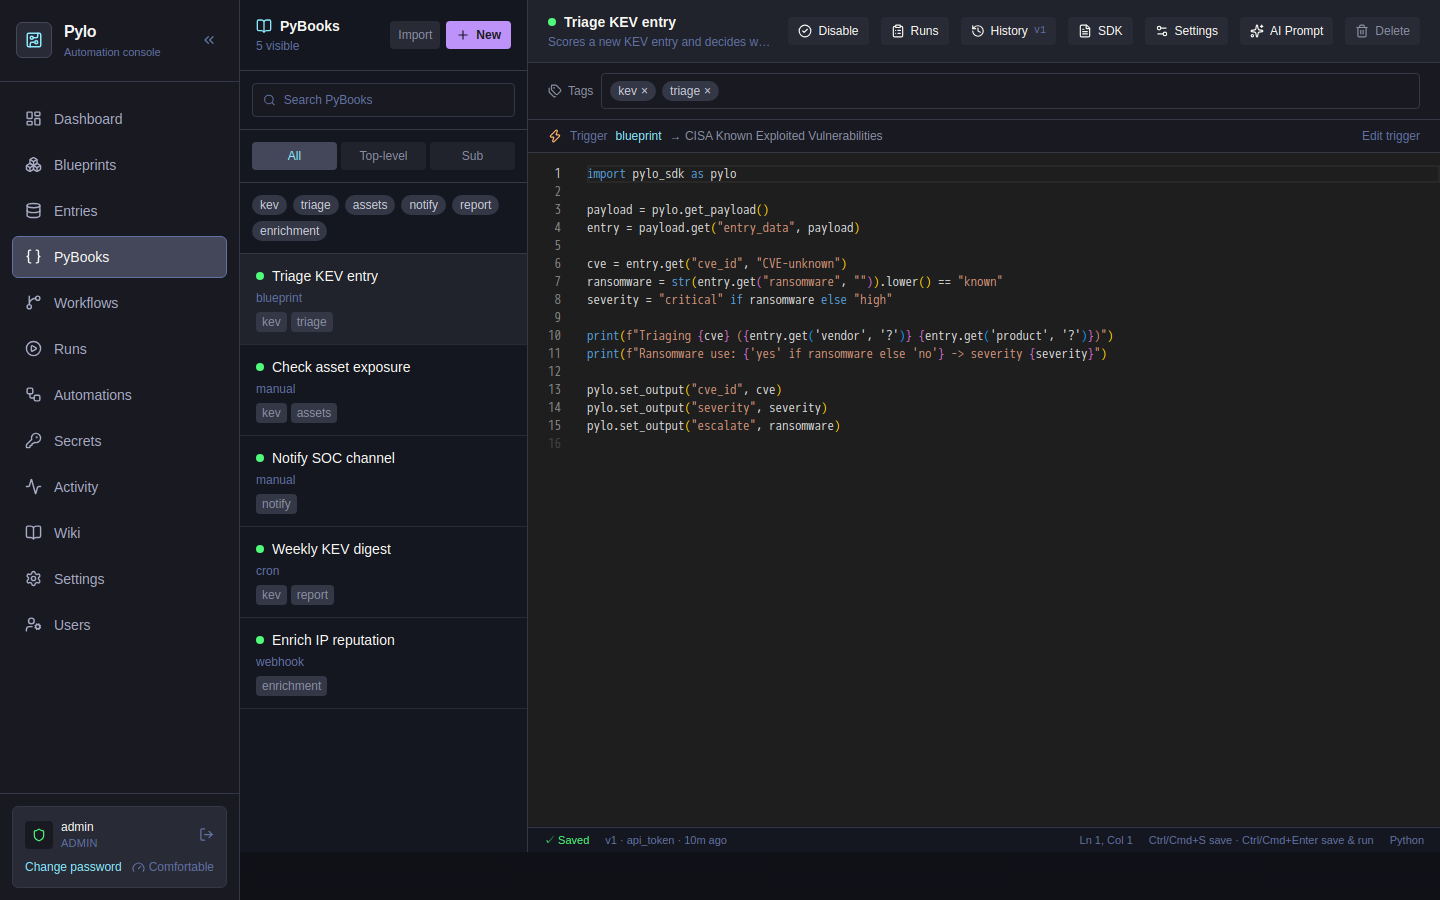 Pylo
Automation console
Dashboard
Blueprints
Entries
PyBooks
Workflows
Runs
Automations
Secrets
Activity
Wiki
Settings
Users
admin
ADMIN
Change password
Comfortable
PyBooks
5 visible
Import
New
Search PyBooks
All Top-level Sub
kev triage assets notify report
enrichment
Triage KEV entry
blueprint
kev triage
Check asset exposure
manual
kev assets
Notify SOC channel
manual
notify
Weekly KEV digest
cron
kev report
Enrich IP reputation
webhook
enrichment
Triage KEV entry
Scores a new KEV entry and decides w...
Disable Runs History v1 SDK Settings AI Prompt Delete
Tags kev × triage ×
Trigger blueprint → CISA Known Exploited Vulnerabilities Edit trigger
1 import pylo_sdk as pylo
2
3 payload = pylo.get_payload()
4 entry = payload.get("entry_data", payload)
5
6 cve = entry.get("cve_id", "CVE-unknown")
7 ransomware = str(entry.get("ransomware", "")).lower() == "known"
8 severity = "critical" if ransomware else "high"
9
10 print(f"Triaging {cve} ({entry.get('vendor', '?')} {entry.get('product', '?')})")
11 print(f"Ransomware use: {'yes' if ransomware else 'no'} -> severity {severity}")
12
13 pylo.set_output("cve_id", cve)
14 pylo.set_output("severity", severity)
15 pylo.set_output("escalate", ransomware)
16
✓ Saved v1 · api_token · 10m ago Ln 1, Col 1 Ctrl/Cmd+S save · Ctrl/Cmd+Enter save & run Python